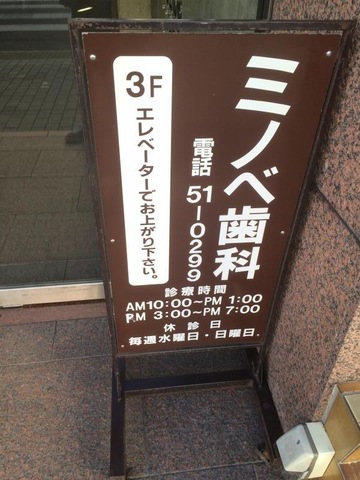 ミノベ歯科
電話 51-0299
3F エレベーターでお上がり下さい。
診療時間
AM10:00〜PM 1:00
P.M 3:00〜PM 7:00
休診日
毎週水曜日・日曜日.